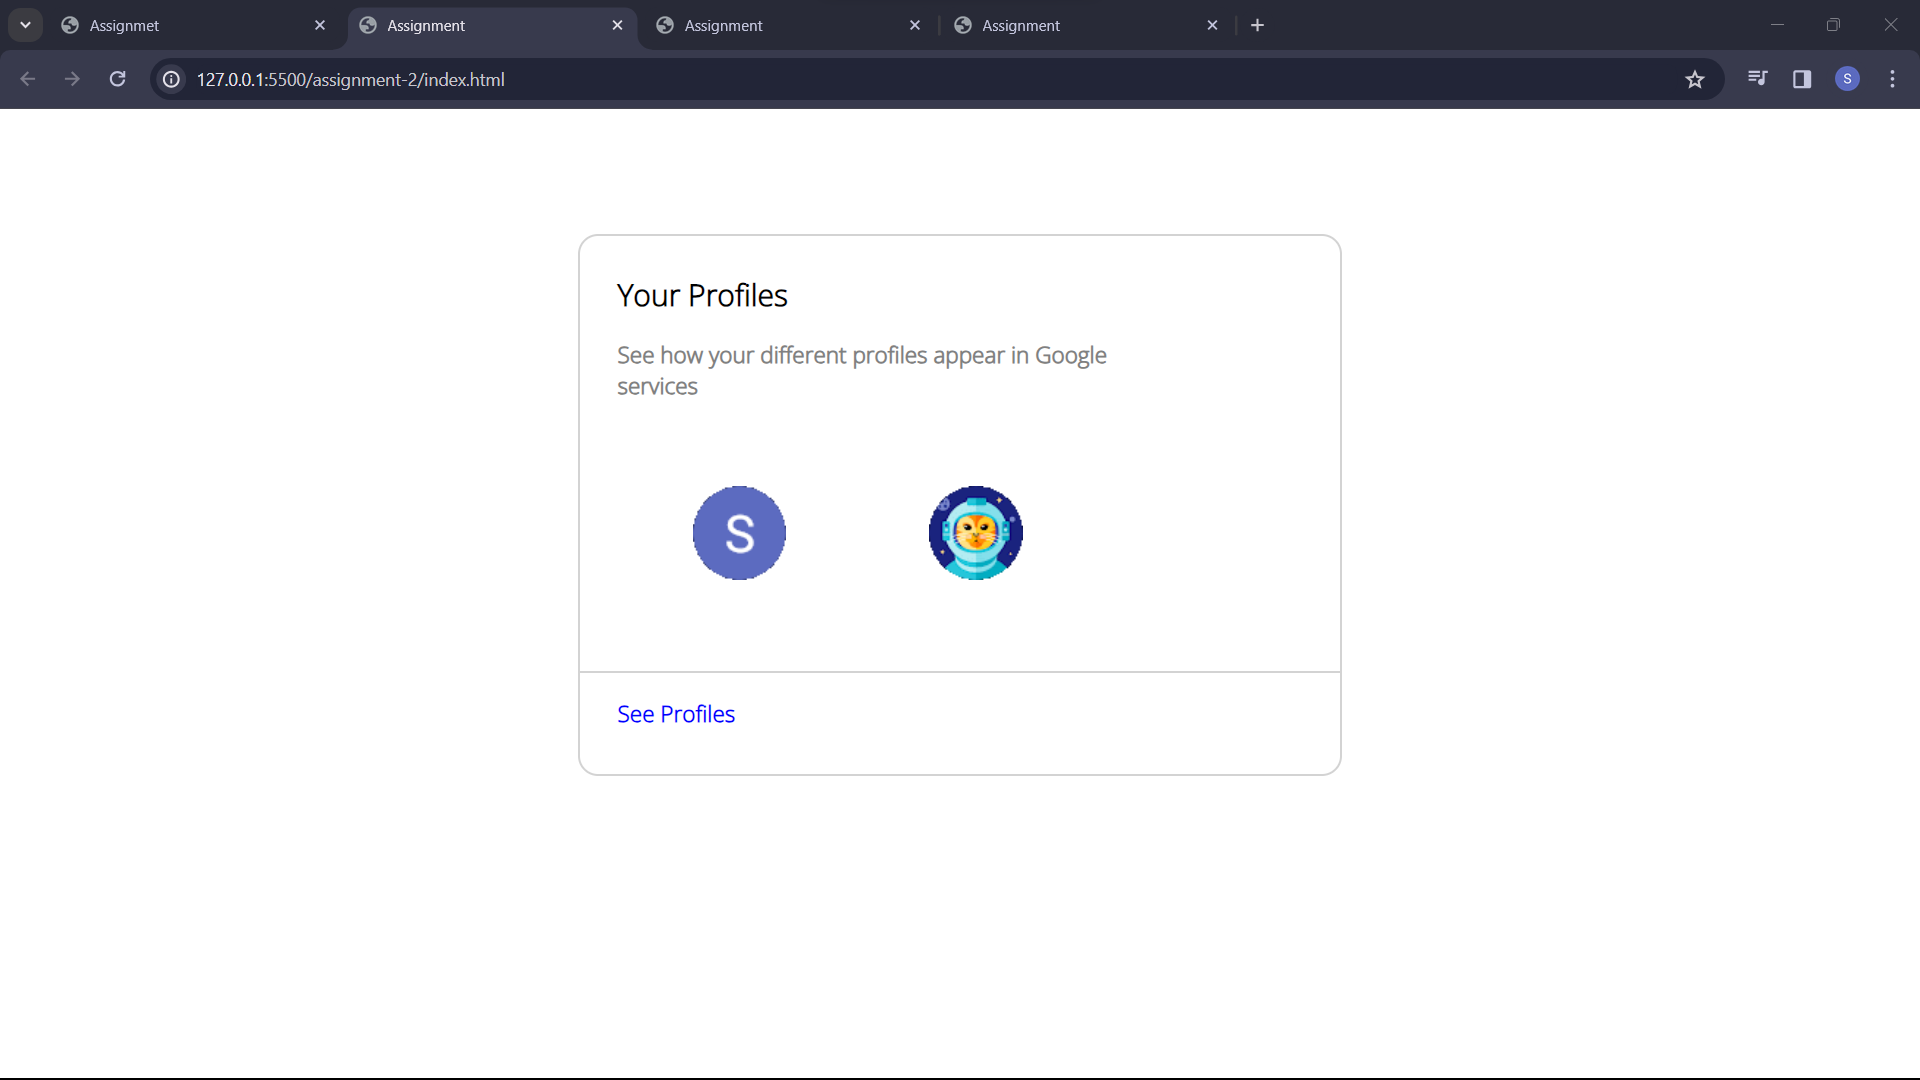 Assignmet
Assignment
Assignment
Assignment
127.0.0.1:5500/assignment-2/index.html
S
Your Profiles
See how your different profiles appear in Google
services
S
See Profiles